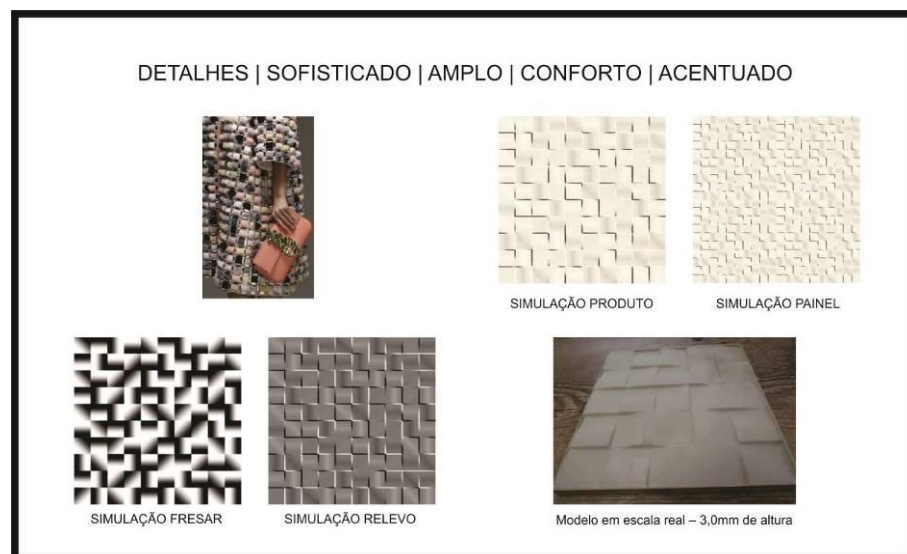 DETALHES | SOFISTICADO | AMPLO | CONFORTO | ACENTUADO
SIMULAÇÃO PRODUTO
SIMULAÇÃO PAINEL
SIMULAÇÃO FRESAR
SIMULAÇÃO RELEVO
Modelo em escala real – 3,0mm de altura